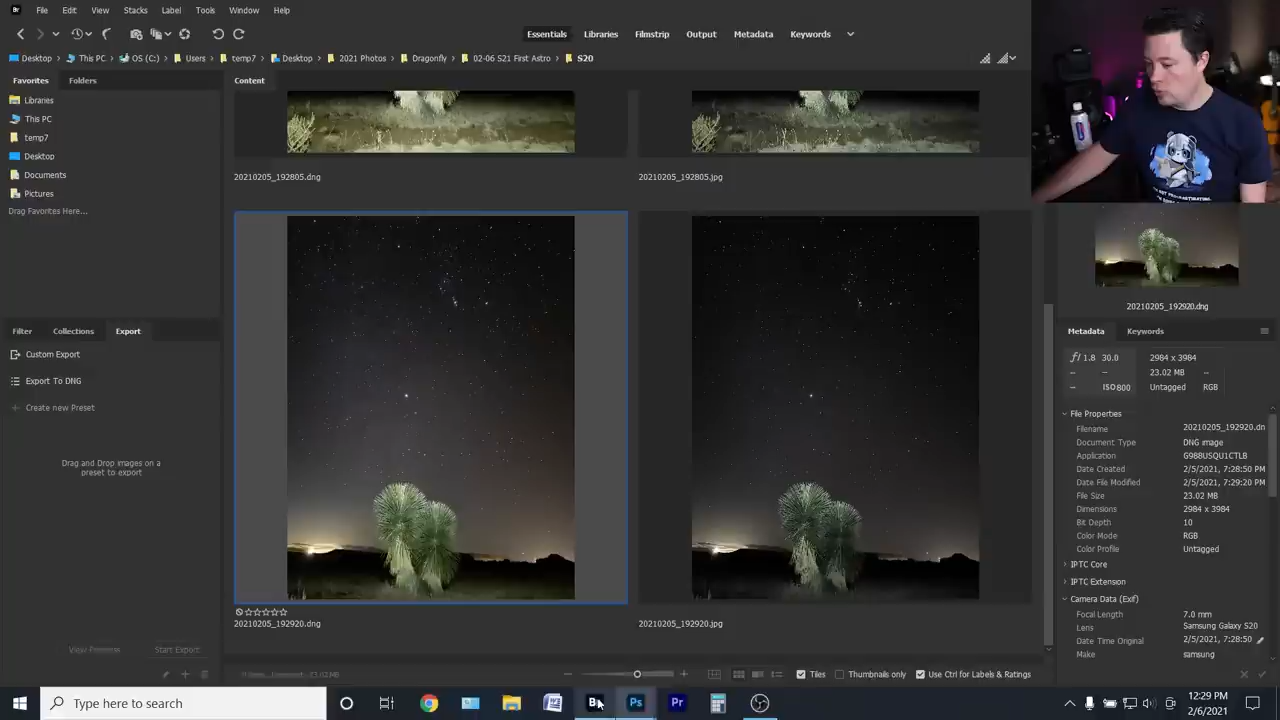 Br File Edit View Stacks Label Tools Window Help
Essentials Libraries Filmstrip Output Metadata Keywords
Desktop This PC OS (C:) Users temp7 Desktop 2021 Photos Dragonfly 02-06 S21 First Astro S20
Favorites Folders
Libraries
This PC
temp7
Desktop
Documents
Pictures
Drag Favorites Here...
Filter Collections Export
Custom Export
Export To DNG
Create new Preset
Drag and Drop images on a
preset to export
Start Export
Content
20210205_192805.dng
20210205_192805.jpg
20210205_192920.dng
20210205_192920.jpg
Tiles Thumbnails only Use Ctrl for Labels & Ratings
20210205_192920.dng
Metadata Keywords
f/ 1.8 30.0 2984 x 3984
-- -- 23.02 MB --
-- ISO800 Untagged RGB
File Properties
Filename 20210205_192920.dn
Document Type DNG image
Application G988USQU1CTLB
Date Created 2/5/2021, 7:28:50 PM
Date File Modified 2/5/2021, 7:29:20 PM
File Size 23.02 MB
Dimensions 2984 x 3984
Bit Depth 10
Color Mode RGB
Color Profile Untagged
IPTC Core
IPTC Extension
Camera Data (Exif)
Focal Length 7.0 mm
Lens Samsung Galaxy S20
Date Time Original 2/5/2021, 7:28:50
Make samsung
Type here to search
Br Ps Pr
12:29 PM
2/6/2021